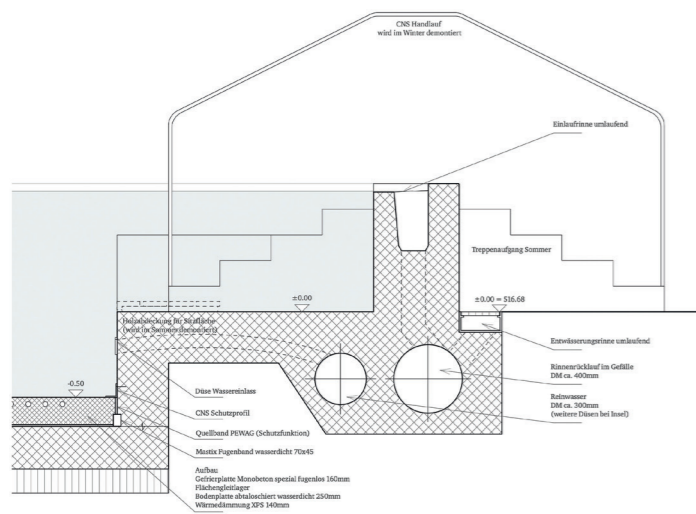 CNS Handlauf
wird im Winter demontiert
Einlaufrinne umlaufend
Treppenaufgang Sommer
±0.00
±0.00 = 516.68
Holzabdeckung für Sitzfläche
(wird im Sommer demontiert)
Entwässerungsrinne umlaufend
Rinnenrücklauf im Gefälle
DM ca. 400mm
-0.50
Düse Wassereinlass
Reinwasser
DM ca. 300mm
(weitere Düsen bei Insel)
CNS Schutzprofil
Quellband PEWAG (Schutzfunktion)
Mastix Fugenband wasserdicht 70x45
Aufbau
Gefrierplatte Monobeton spezial fugenlos 160mm
Flächengleitlager
Bodenplatte abtaloschiert wasserdicht 250mm
Wärmedämmung XPS 140mm